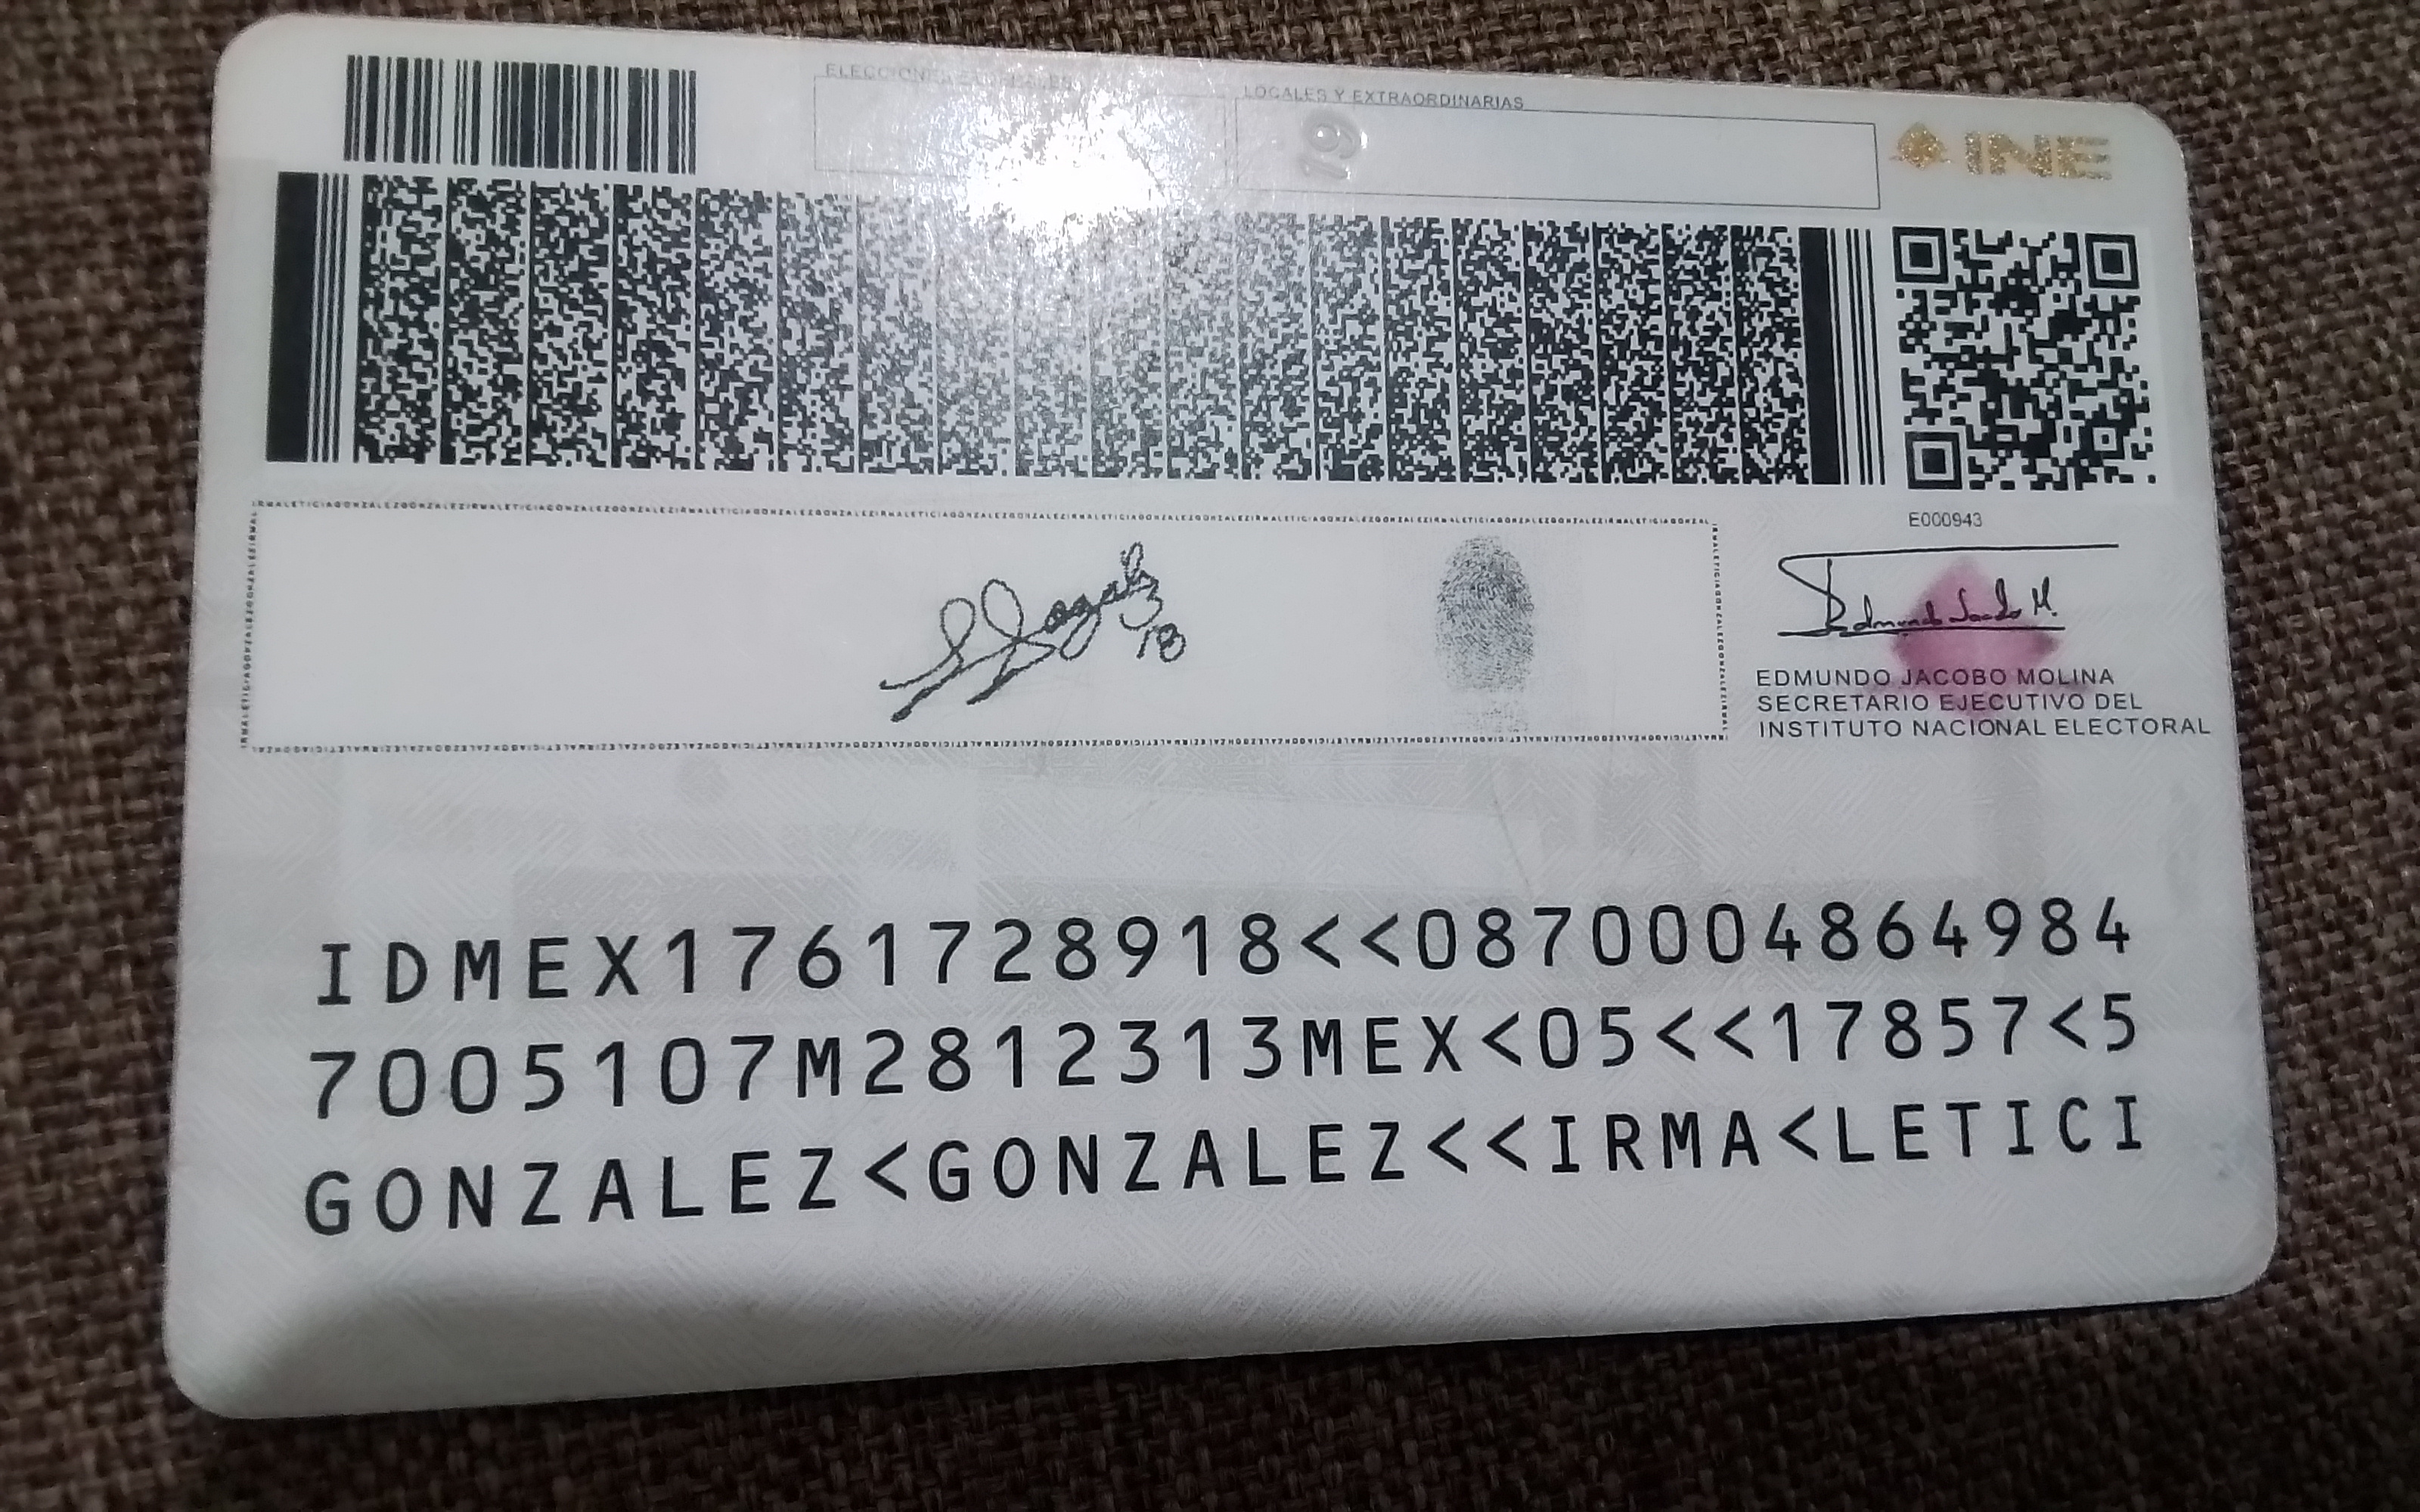 LOCALES Y EXTRAORDINARIAS
19
INE
E000943
EDMUNDO JACOBO MOLINA
SECRETARIO EJECUTIVO DEL
INSTITUTO NACIONAL ELECTORAL
IDMEX1761728918<<0870004864984
7005107M2812313MEX<05<<17857<5
GONZALEZ<GONZALEZ<<IRMA<LETICI